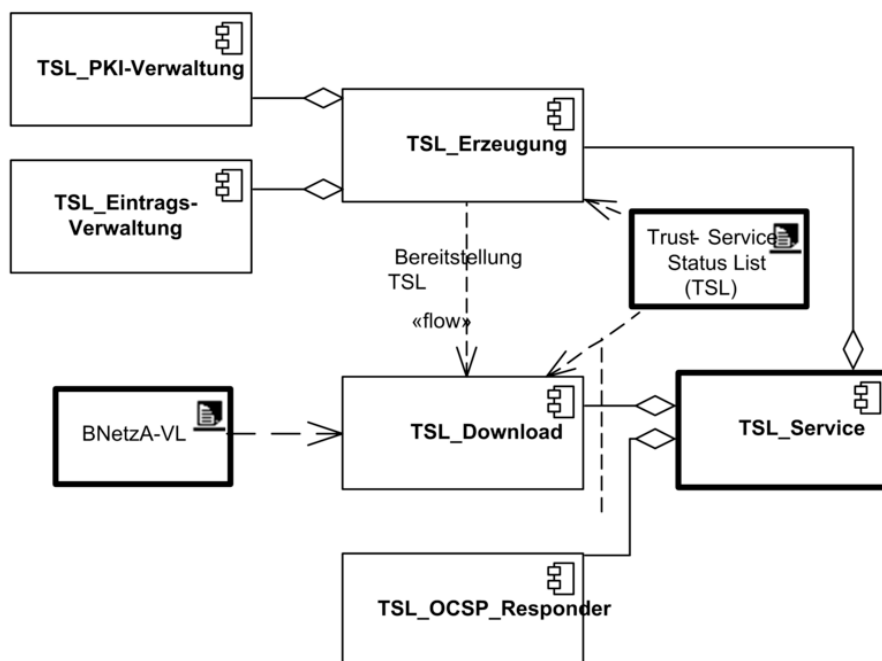 TSL_PKI-Verwaltung
TSL_Erzeugung
TSL_Eintrags-
Verwaltung
Trust- Service
Status List
(TSL)
Bereitstellung
TSL
«flow»
BNetzA-VL
TSL_Download
TSL_Service
TSL_OCSP_Responder